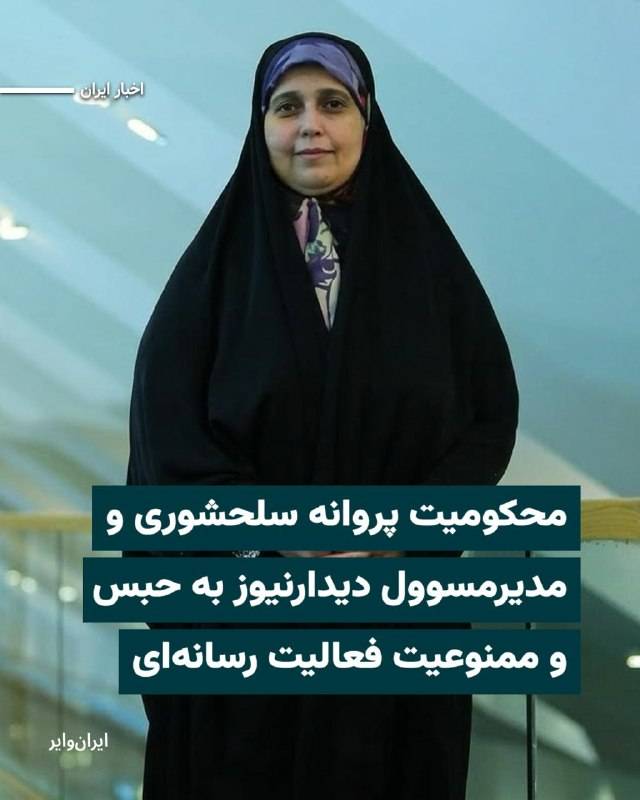 اخبار ایران
محکومیت پروانه سلحشوری و
مدیرمسوول دیدارنیوز به حبس
و ممنوعیت فعالیت رسانه‌ای
ایران‌وایر